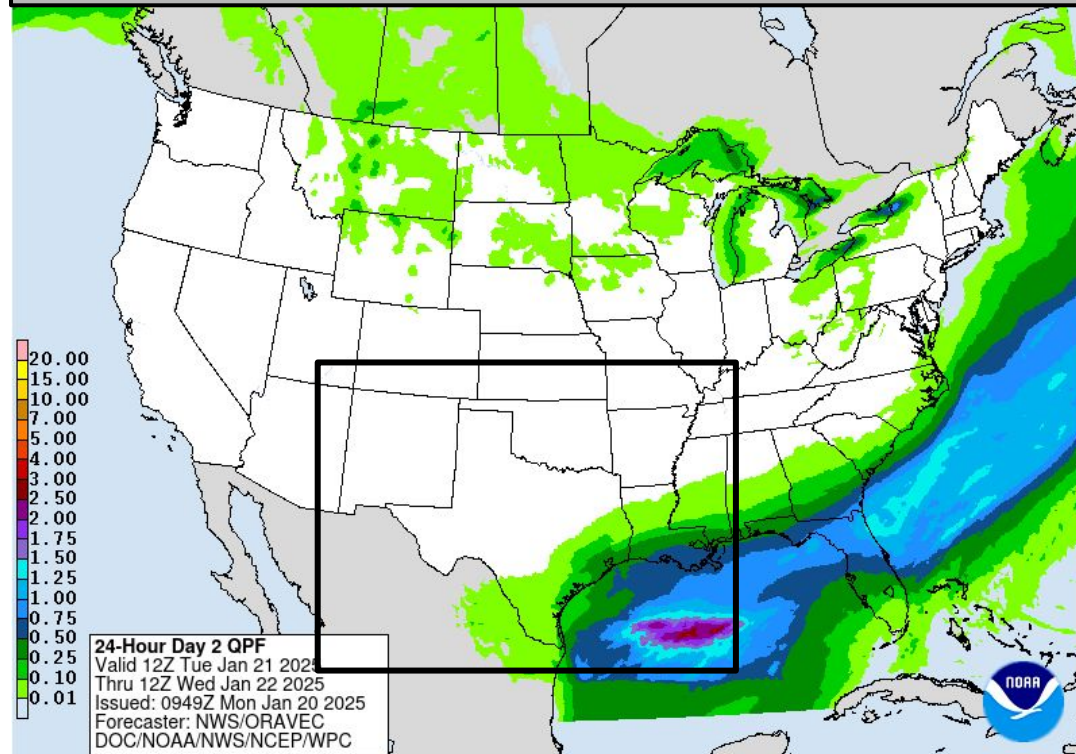 20.00
15.00
10.00
7.00
5.00
4.00
3.00
2.50
2.00
1.75
1.50
1.25
1.00
0.75
0.50
0.25
0.10
0.01
24-Hour Day 2 QPF
Valid 12Z Tue Jan 21 2025
Thru 12Z Wed Jan 22 2025
Issued: 0949Z Mon Jan 20 2025
Forecaster: NWS/ORAVEC
DOC/NOAA/NWS/NCEP/WPC
NOAA